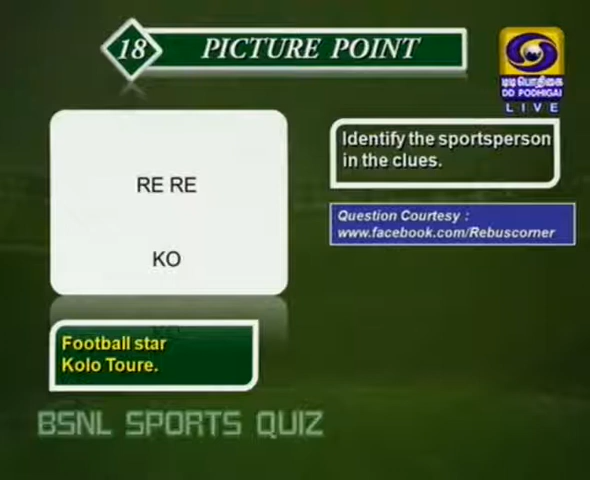 18
PICTURE POINT
டிடி பொதிகை
DD PODHIGAI
LIVE
RE RE
KO
Identify the sportsperson
in the clues.
Question Courtesy :
www.facebook.com/Rebuscorner
Football star
Kolo Toure.
BSNL SPORTS QUIZ